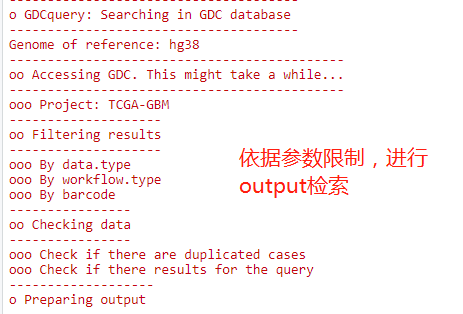 ------------------------------------
o GDCquery: Searching in GDC database
------------------------------------
Genome of reference: hg38
------------------------------------------
oo Accessing GDC. This might take a while...
------------------------------------------
ooo Project: TCGA-GBM
--------------------
oo Filtering results
--------------------
ooo By data.type
ooo By workflow.type
ooo By barcode
依据参数限制，进行
output检索
----------------
oo Checking data
----------------
ooo Check if there are duplicated cases
ooo Check if there results for the query
-------------------
o Preparing output